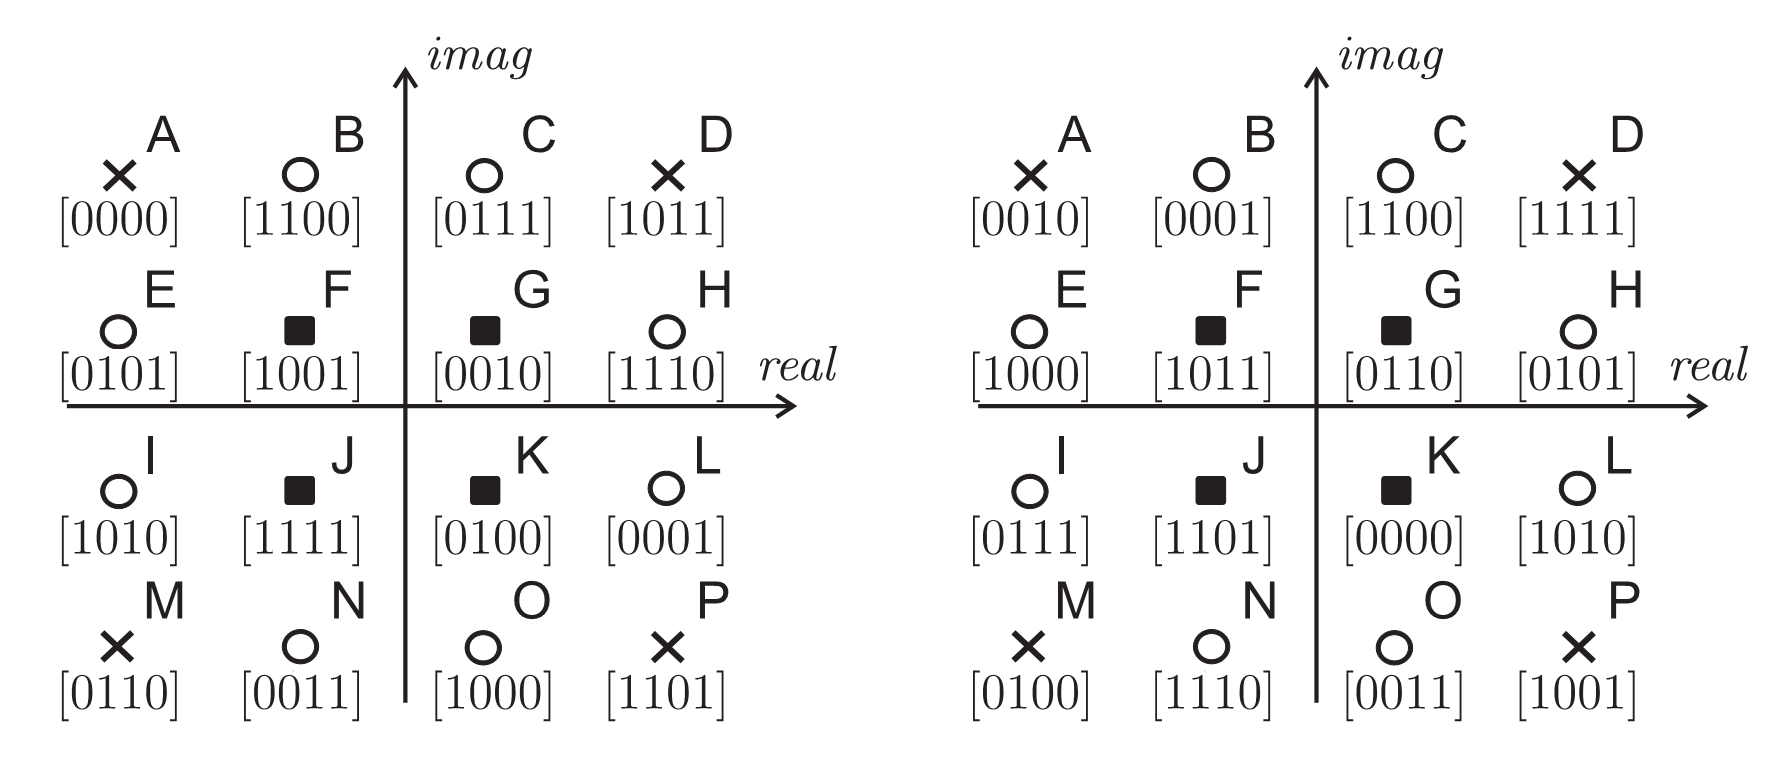 imag imag
A B C D A B C D
[0000] [1100] [0111] [1011] [0010] [0001] [1100] [1111]
E F G H E F G H
[0101] [1001] [0010] [1110] real [1000] [1011] [0110] [0101] real
I J K L I J K L
[1010] [1111] [0100] [0001] [0111] [1101] [0000] [1010]
M N O P M N O P
[0110] [0011] [1000] [1101] [0100] [1110] [0011] [1001]